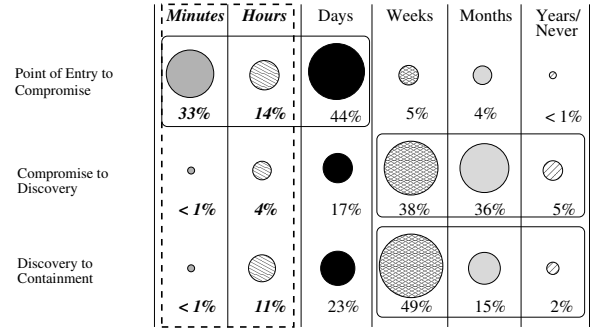 Minutes Hours Days Weeks Months Years/
Never
Point of Entry to
Compromise
33% 14% 44% 5% 4% < 1%
Compromise to
Discovery
< 1% 4% 17% 38% 36% 5%
Discovery to
Containment
< 1% 11% 23% 49% 15% 2%